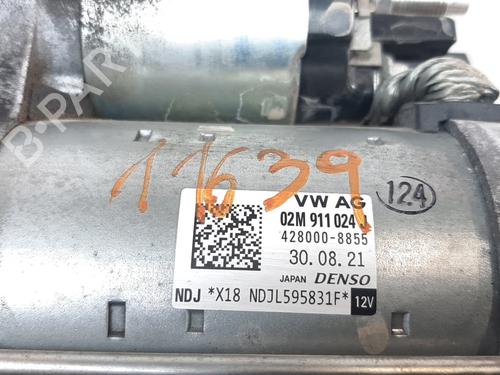 B-PARTS
11639
VW AG
124
02M 911 024 J
428000-8855
30.08.21
JAPAN DENSO
NDJ *X18 NDJL595831F* 12V